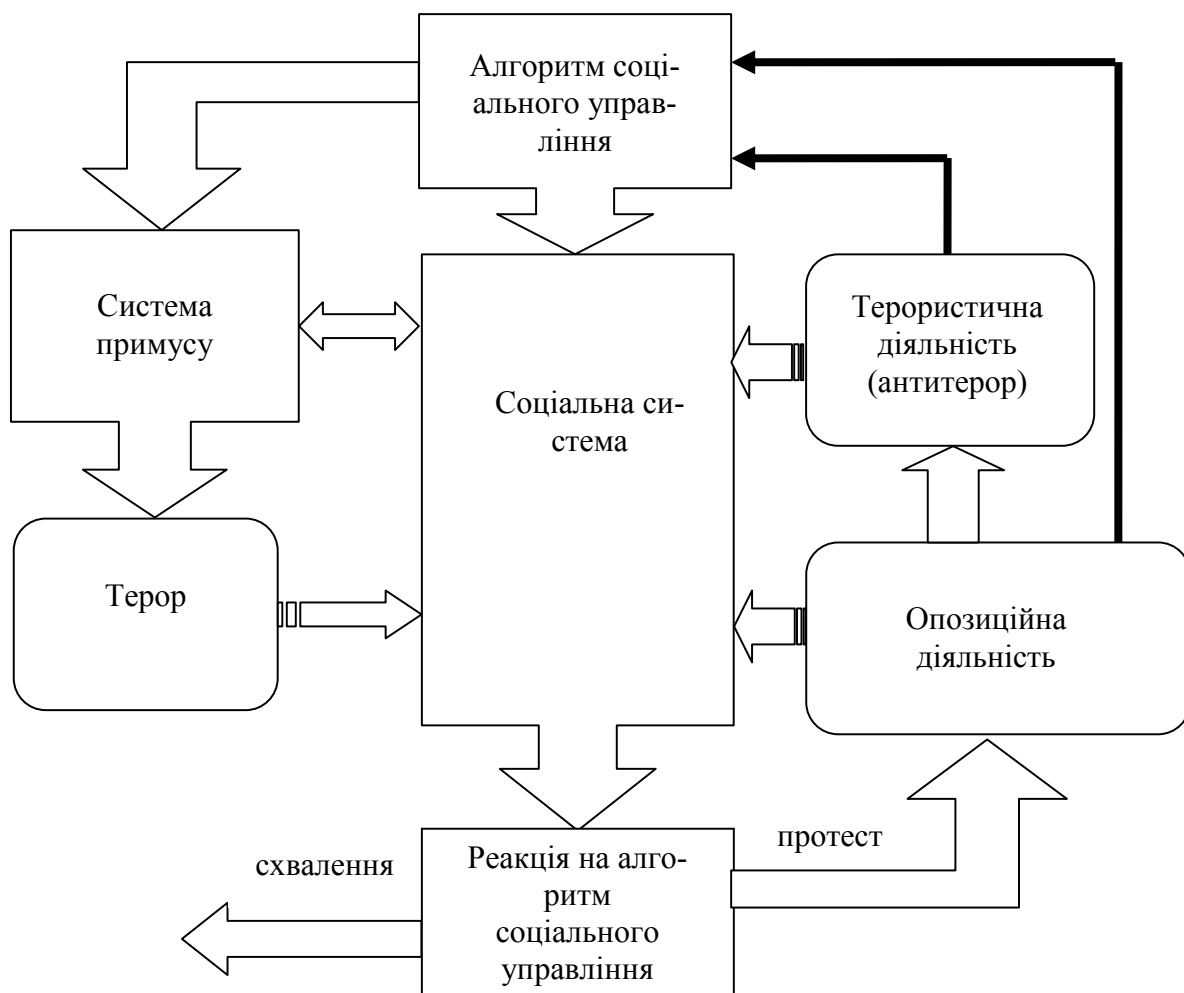 Алгоритм соці-
ального управ-
ління
Система
примусу
Соціальна си-
стема
Терористична
діяльність
(антитерор)
Терор
Опозиційна
діяльність
схвалення
Реакція на алго-
ритм
соціального
управління
протест